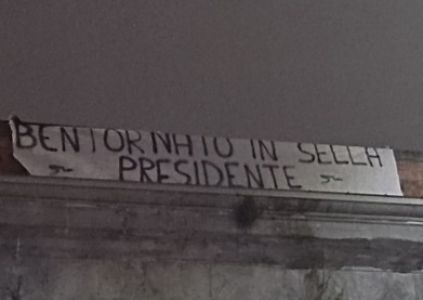 BENTORNATO IN SELLA
~ PRESIDENTE ~